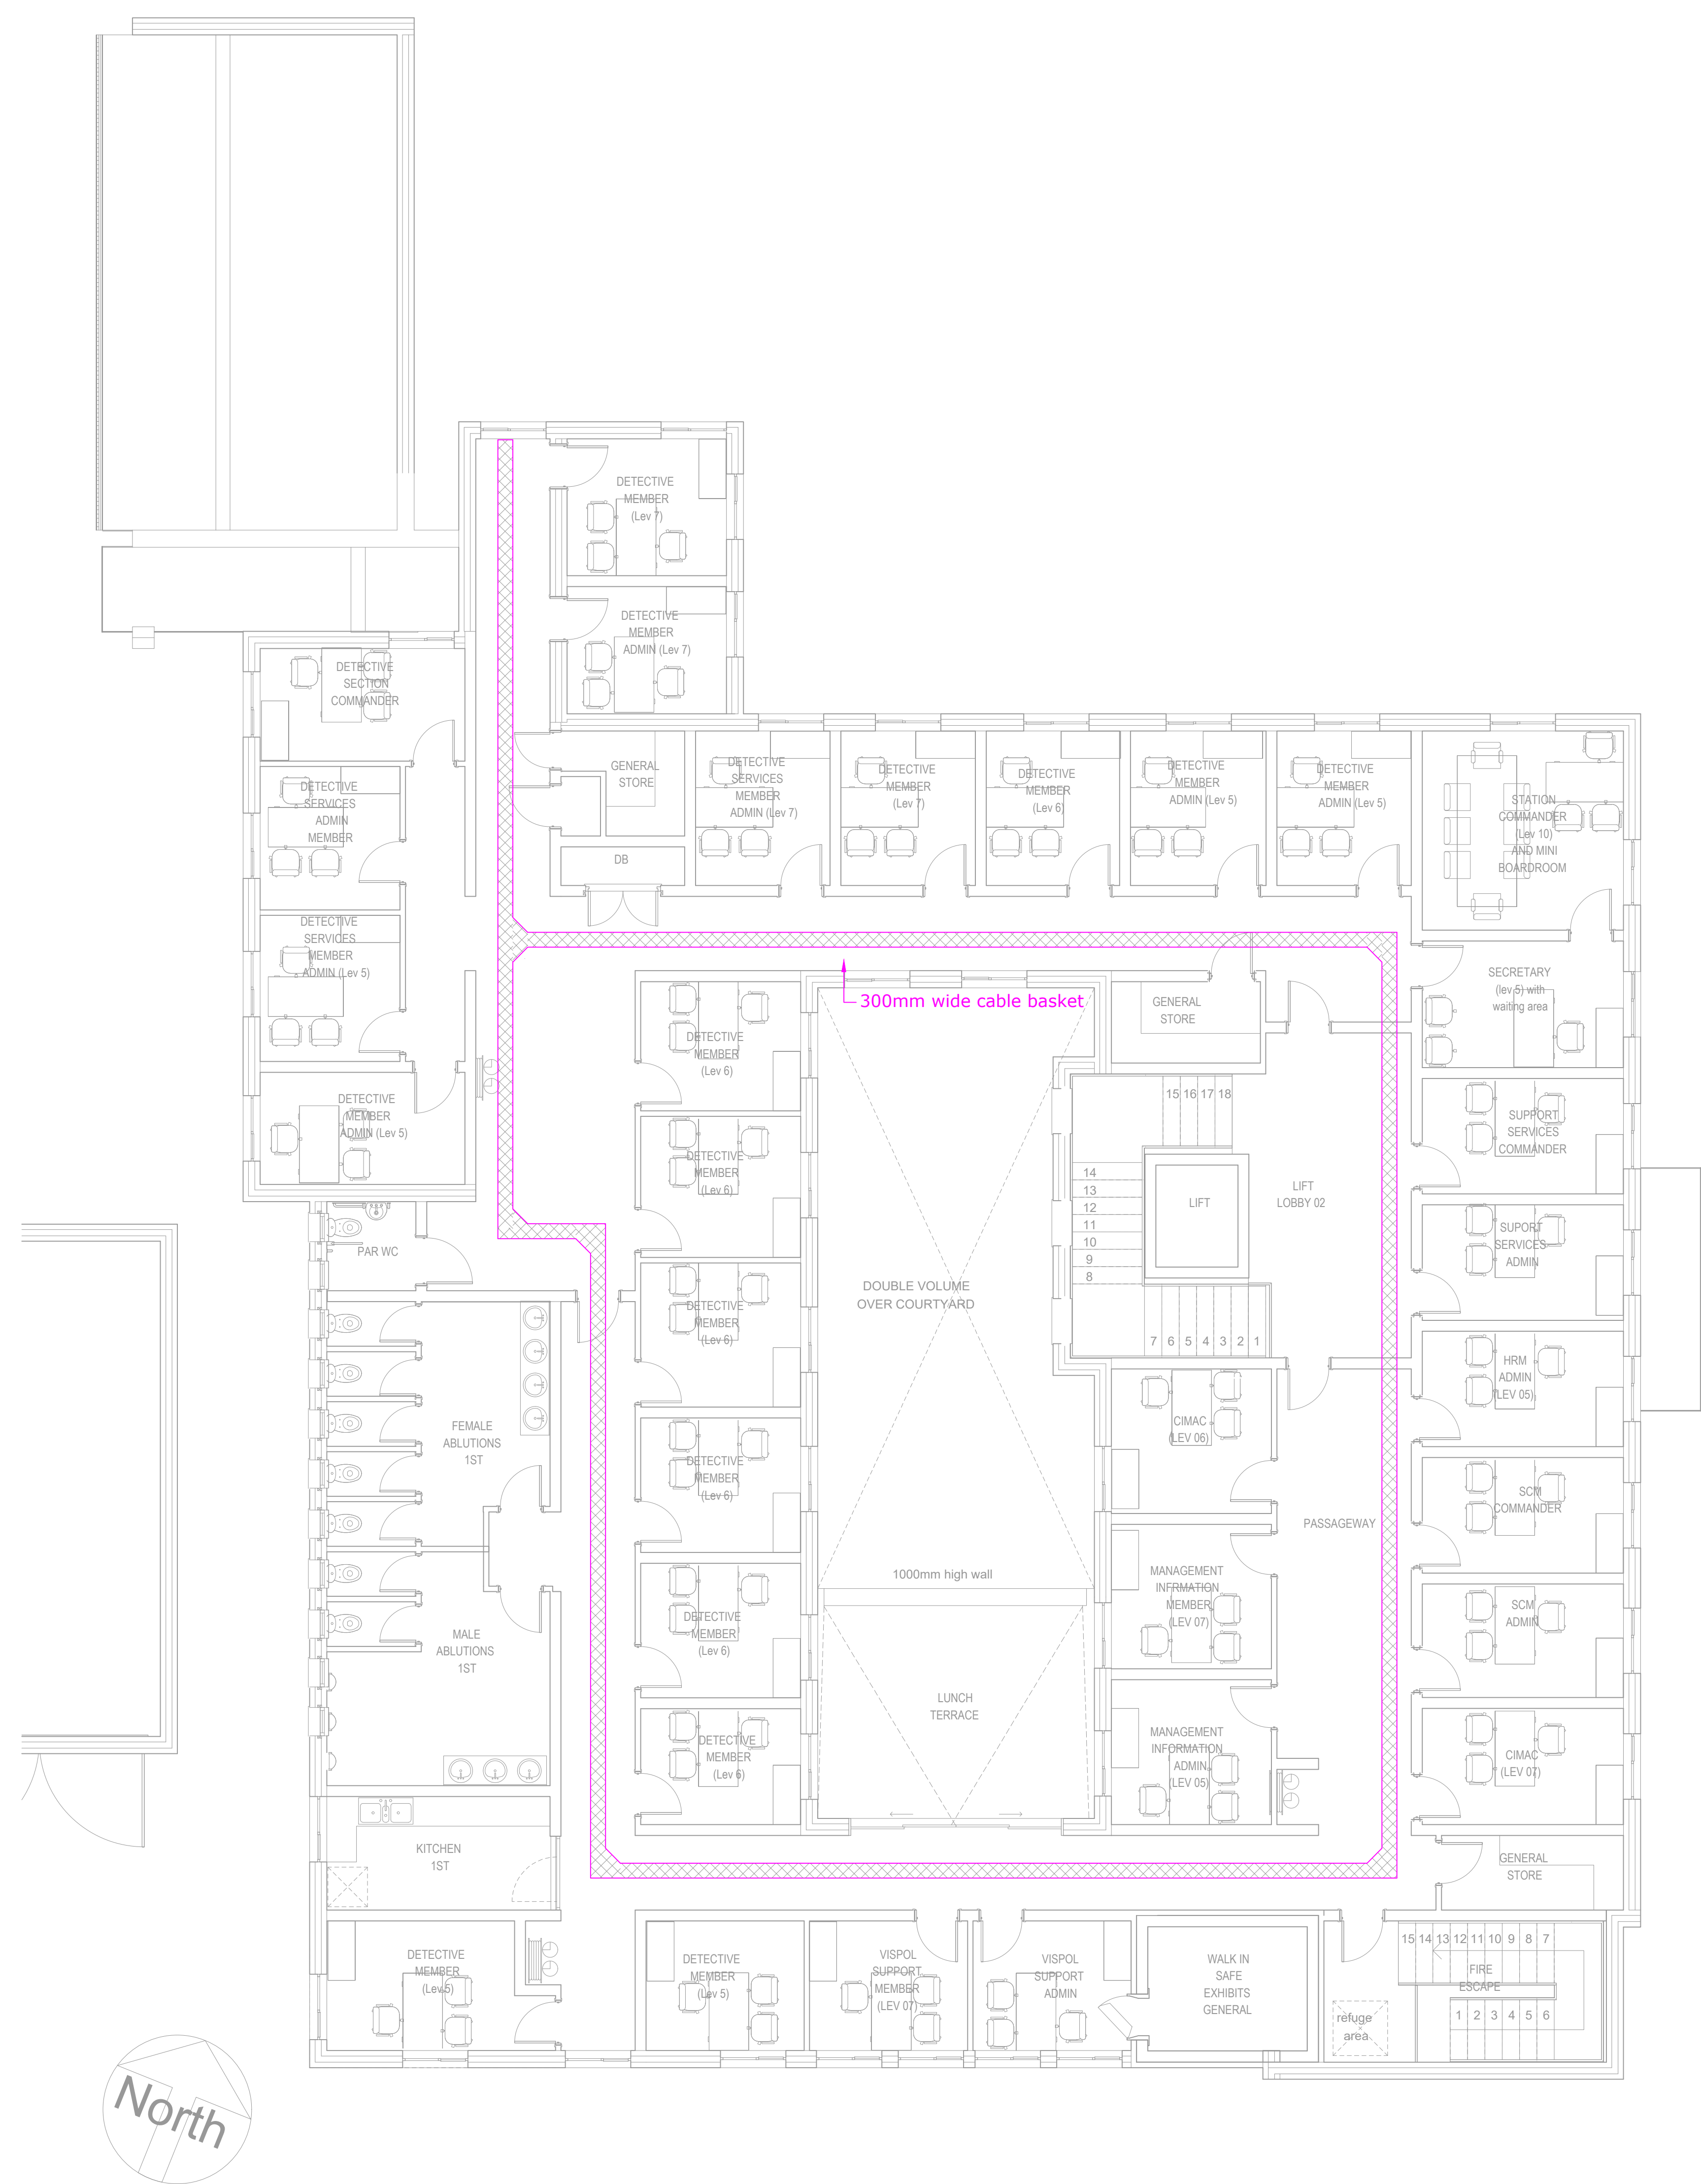 DETECTIVE
MEMBER
(Lev 7)
DETECTIVE
MEMBER
ADMIN (Lev 7)
DETECTIVE
SECTION
COMMANDER
DETECTIVE
SERVICES
ADMIN
MEMBER
GENERAL
STORE
DB
DETECTIVE
SERVICES
MEMBER
ADMIN (Lev 7)
DETECTIVE
MEMBER
(Lev 7)
DETECTIVE
MEMBER
(Lev 6)
DETECTIVE
MEMBER
ADMIN (Lev 5)
DETECTIVE
MEMBER
ADMIN (Lev 5)
STATION
COMMANDER
(Lev 10)
AND MINI
BOARDROOM
DETECTIVE
SERVICES
MEMBER
ADMIN (Lev 5)
300mm wide cable basket
GENERAL
STORE
SECRETARY
(lev 5) with
waiting area
DETECTIVE
MEMBER
ADMIN (Lev 5)
DETECTIVE
MEMBER
(Lev 6)
DETECTIVE
MEMBER
(Lev 6)
DETECTIVE
MEMBER
(Lev 6)
DETECTIVE
MEMBER
(Lev 6)
DETECTIVE
MEMBER
(Lev 6)
DETECTIVE
MEMBER
(Lev 6)
15 16 17 18
14
13
12
11
10
9
8
7 6 5 4 3 2 1
LIFT
LIFT
LOBBY 02
SUPPORT
SERVICES
COMMANDER
SUPORT
SERVICES
ADMIN
HRM
ADMIN
(LEV 05)
SCM
COMMANDER
SCM
ADMIN
CIMAC
(LEV 07)
PAR WC
DOUBLE VOLUME
OVER COURTYARD
FEMALE
ABLUTIONS
1ST
CIMAC
(LEV 06)
PASSAGEWAY
1000mm high wall
MANAGEMENT
INFRMATION
MEMBER
(LEV 07)
MALE
ABLUTIONS
1ST
LUNCH
TERRACE
MANAGEMENT
INFORMATION
ADMIN
(LEV 05)
KITCHEN
1ST
GENERAL
STORE
DETECTIVE
MEMBER
(Lev 5)
DETECTIVE
MEMBER
(Lev 5)
VISPOL
SUPPORT
MEMBER
(LEV 07)
VISPOL
SUPPORT
ADMIN
WALK IN
SAFE
EXHIBITS
GENERAL
15 14 13 12 11 10 9 8 7
FIRE
ESCAPE
1 2 3 4 5 6
refuge
area
North